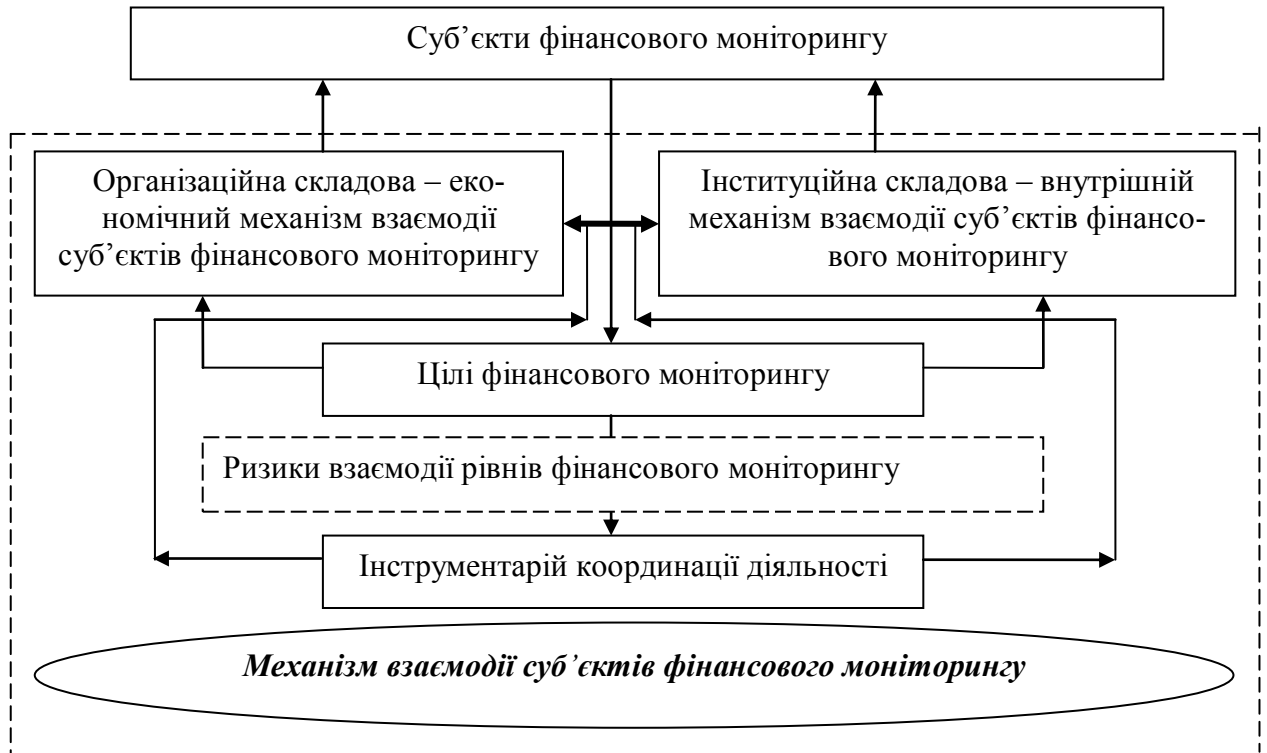 Суб’єкти фінансового моніторингу
Організаційна складова – еко-
номічний механізм взаємодії
суб’єктів фінансового моніторингу
Інституційна складова – внутрішній
механізм взаємодії суб’єктів фінансо-
вого моніторингу
Цілі фінансового моніторингу
Ризики взаємодії рівнів фінансового моніторингу
Інструментарій координації діяльності
Механізм взаємодії суб’єктів фінансового моніторингу